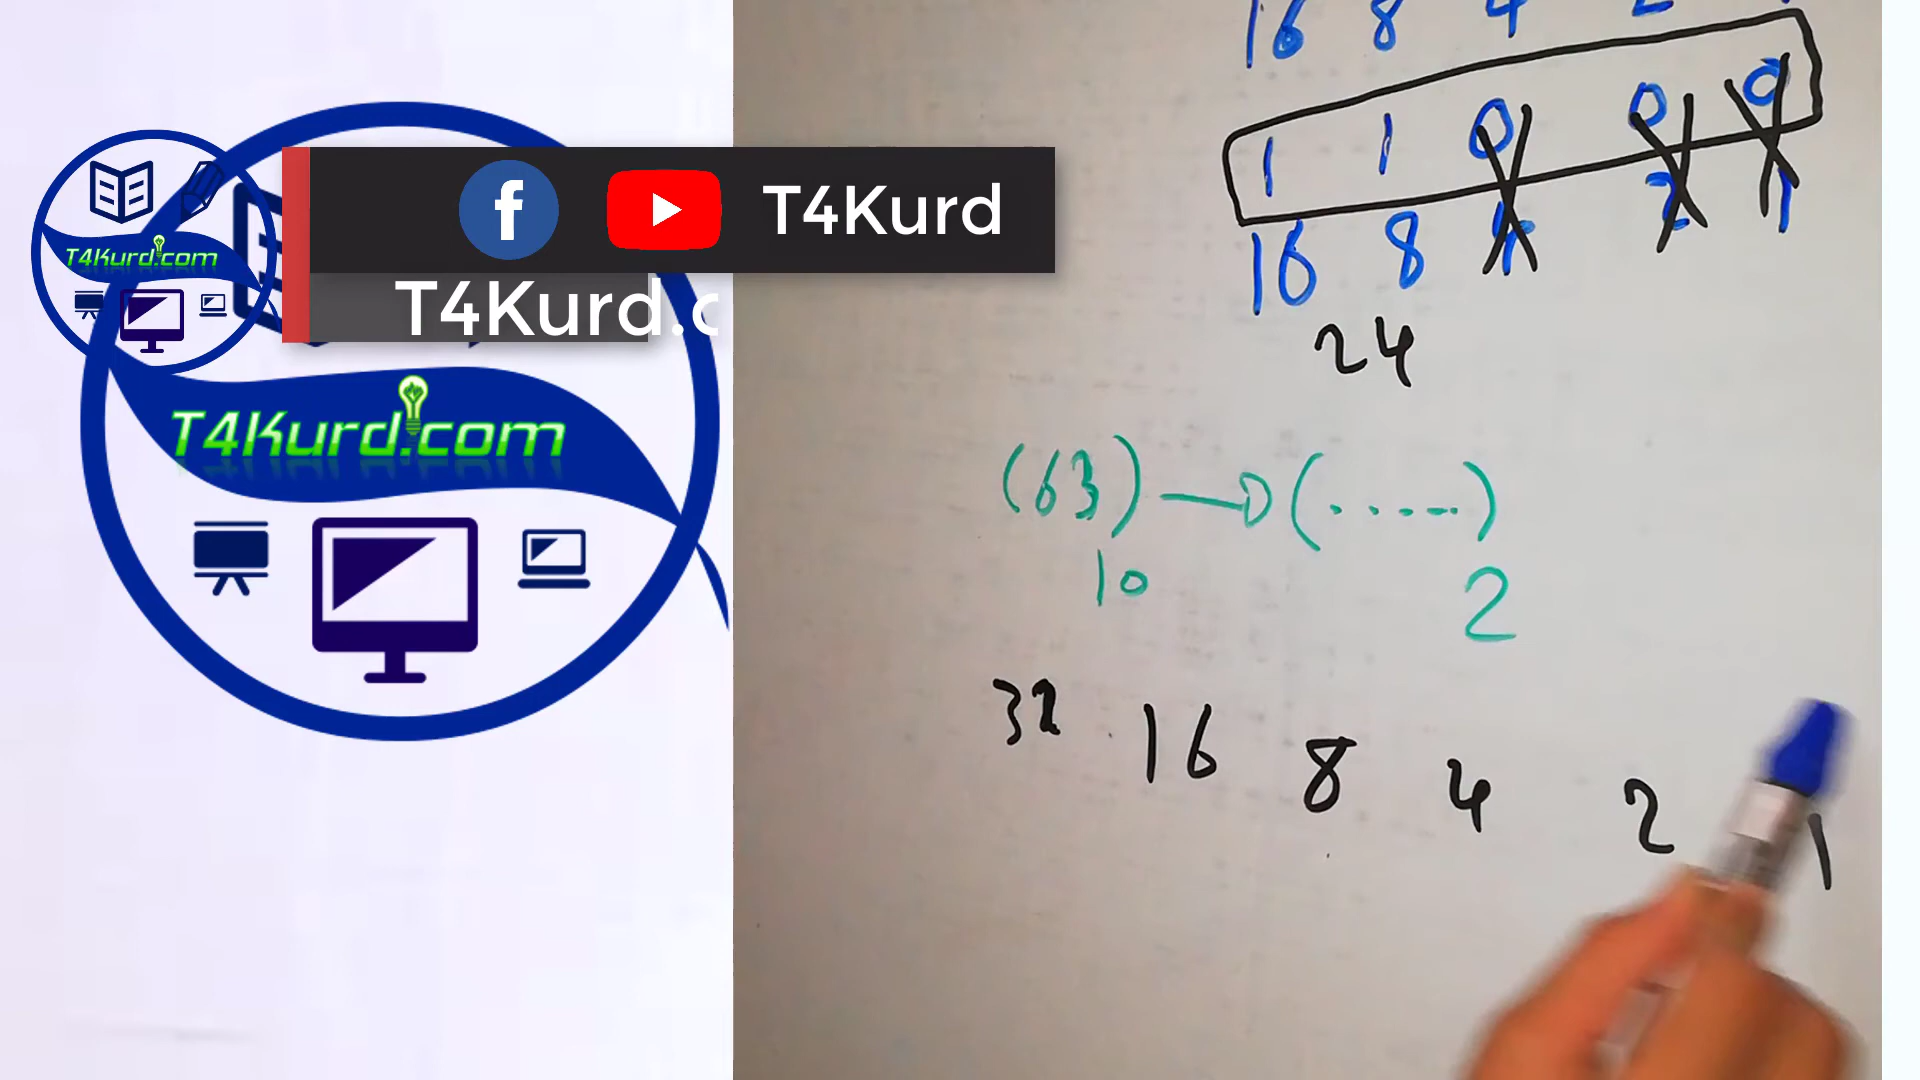 16 8 4 2
1 1 0 0 0
16 8 4 2 1
24
(63) → (.....)
10 2
32 16 8 4 2 1
T4Kurd
T4Kurd.c
T4Kurd.com
T4Kurd.com